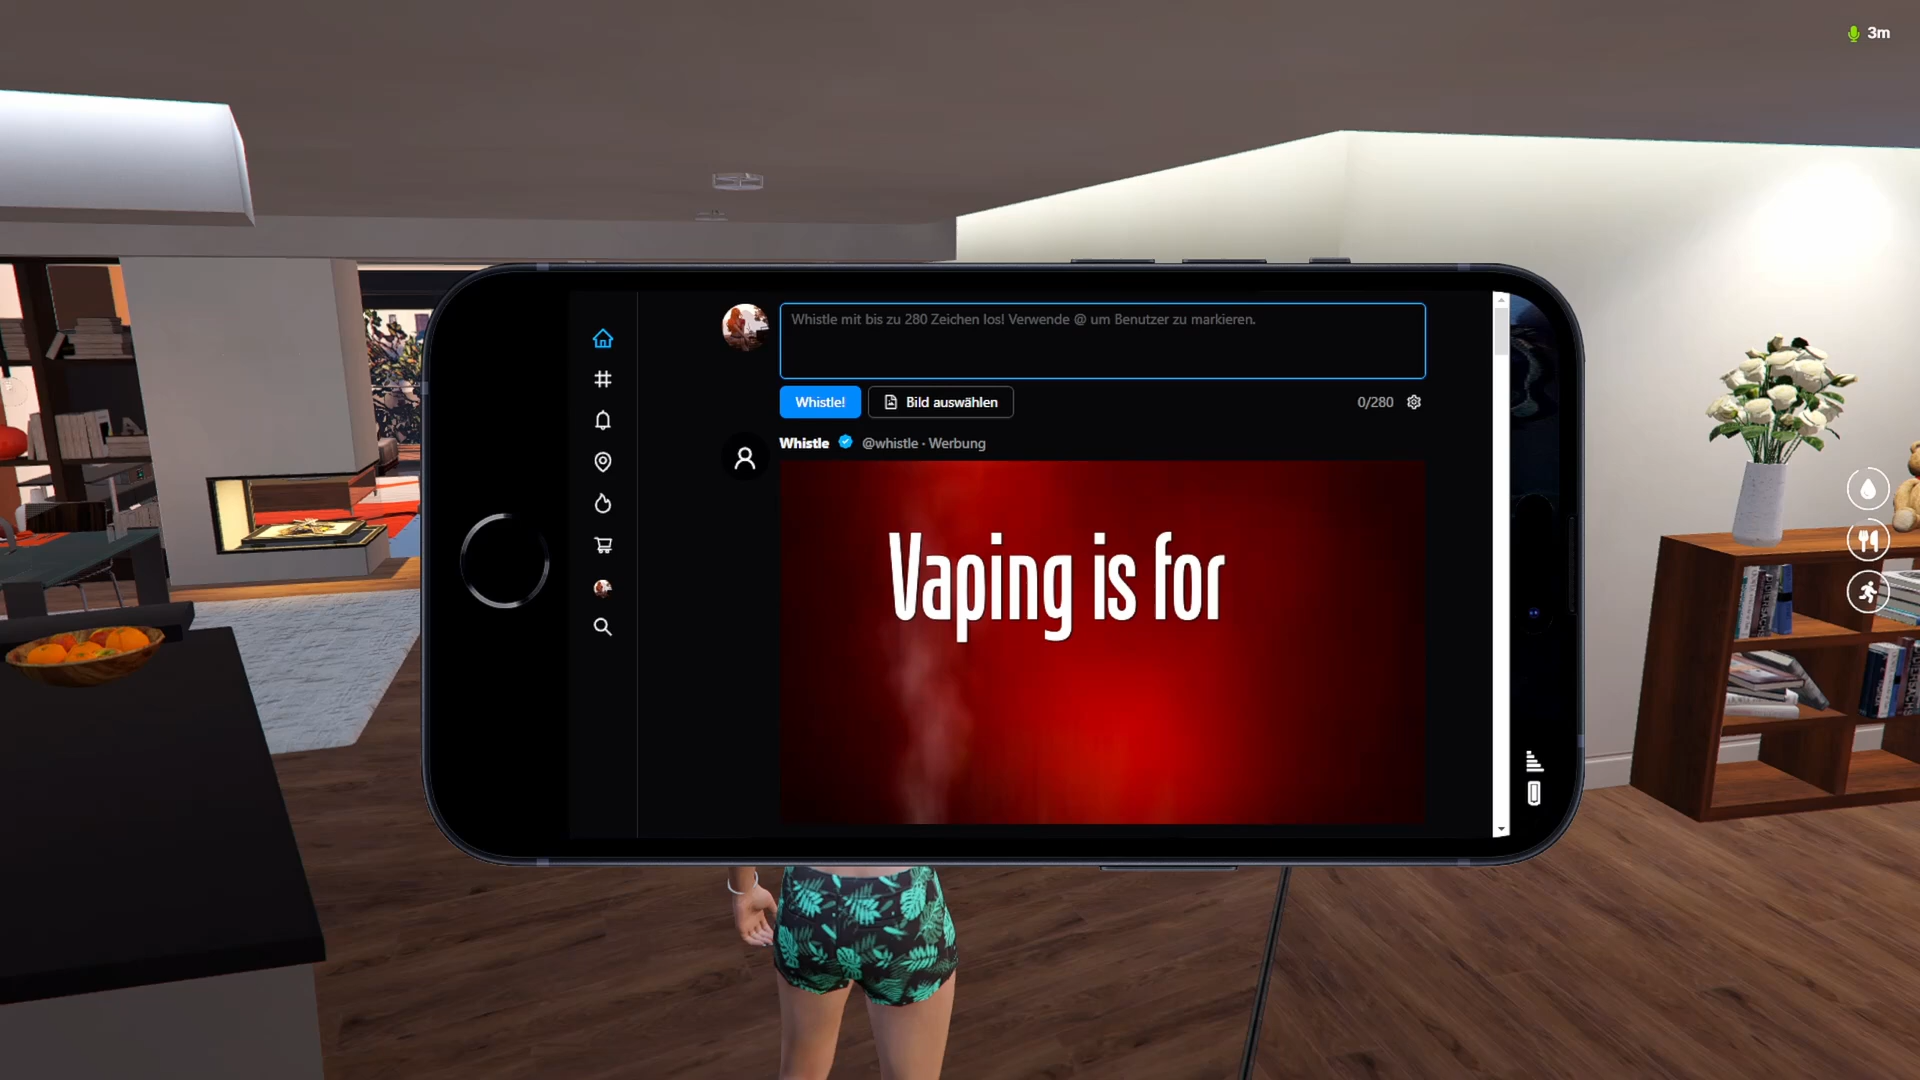 3m
Whistle mit bis zu 280 Zeichen los! Verwende @ um Benutzer zu markieren.
Whistle! Bild auswählen 0/280
Whistle @whistle · Werbung
Vaping is for